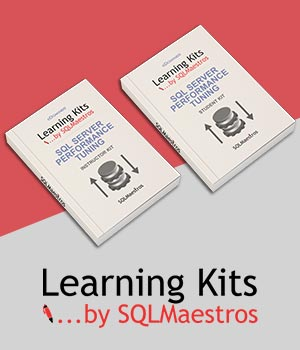 Learning Kits
...by SQLMaestros
SQL SERVER
PERFORMANCE
TUNING
INSTRUCTOR KIT
SQLMaestros
SQLMaestros
Learning Kits
...by SQLMaestros
SQL SERVER
PERFORMANCE
TUNING
STUDENT KIT
SQLMaestros
Learning Kits
...by SQLMaestros